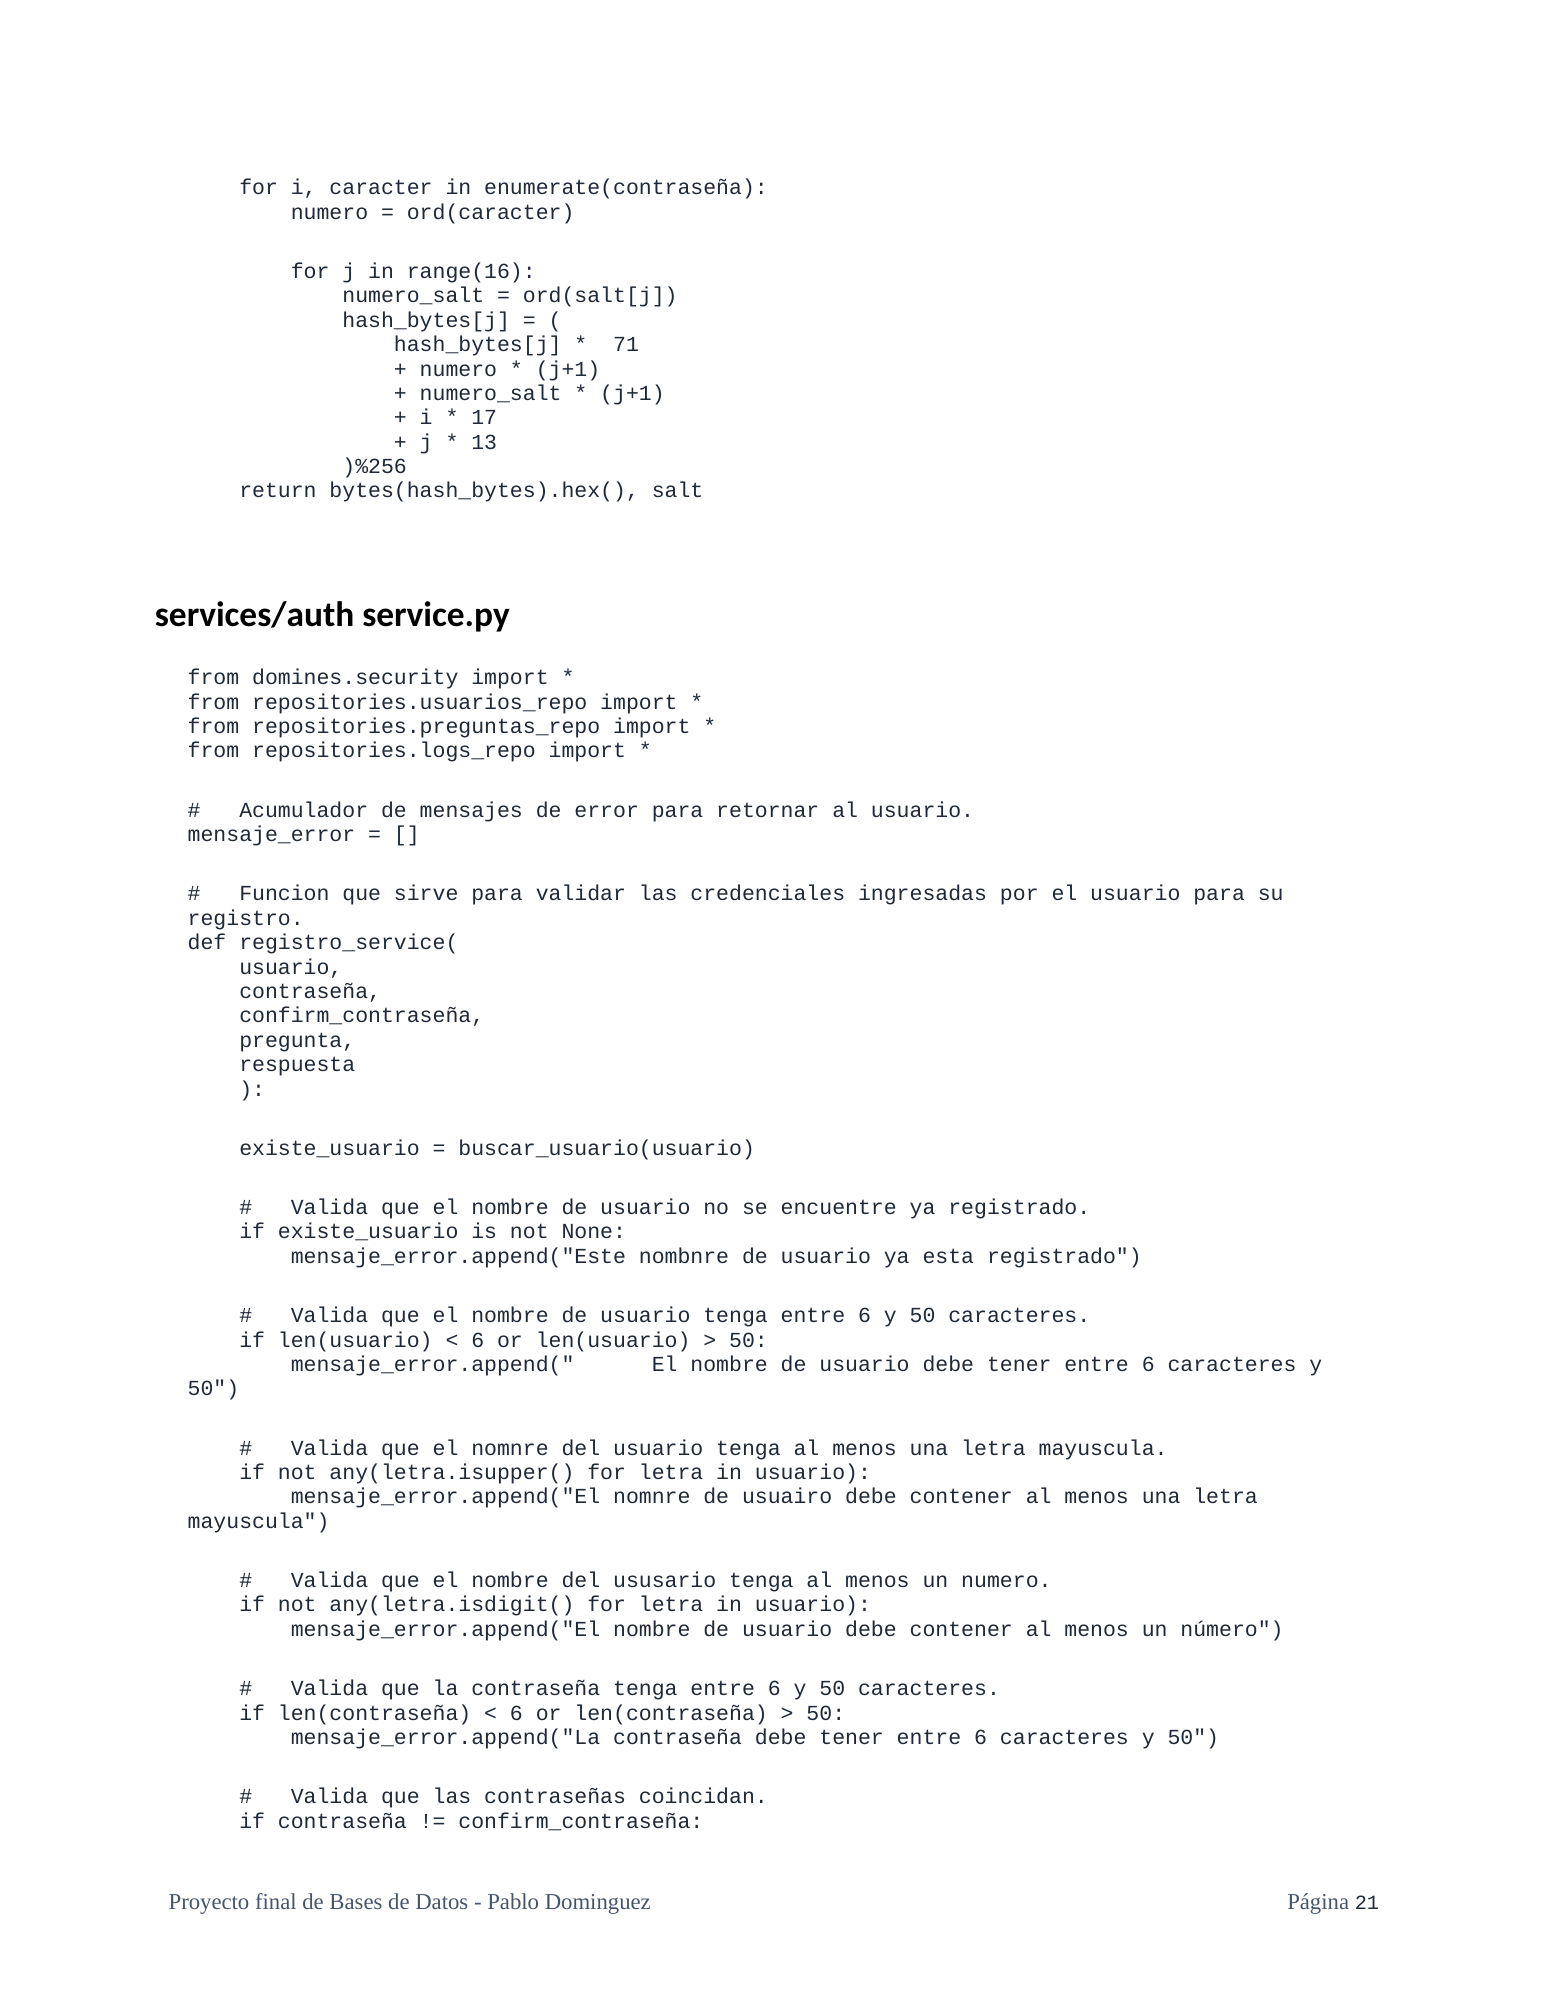 for i, caracter in enumerate(contraseña):
numero = ord(caracter)
for j in range(16):
numero_salt = ord(salt[j])
hash_bytes[j] = (
hash_bytes[j] *  71
+ numero * (j+1)
+ numero_salt * (j+1)
+ i * 17
+ j * 13
)%256
return bytes(hash_bytes).hex(), salt
services/auth service.py
from domines.security import *
from repositories.usuarios_repo import *
from repositories.preguntas_repo import *
from repositories.logs_repo import *
#   Acumulador de mensajes de error para retornar al usuario.
mensaje_error = []
#   Funcion que sirve para validar las credenciales ingresadas por el usuario para su
registro.
def registro_service(
usuario,
contraseña,
confirm_contraseña,
pregunta,
respuesta
):
existe_usuario = buscar_usuario(usuario)
#   Valida que el nombre de usuario no se encuentre ya registrado.
if existe_usuario is not None:
mensaje_error.append("Este nombnre de usuario ya esta registrado")
#   Valida que el nombre de usuario tenga entre 6 y 50 caracteres.
if len(usuario) < 6 or len(usuario) > 50:
mensaje_error.append("      El nombre de usuario debe tener entre 6 caracteres y
50")
#   Valida que el nomnre del usuario tenga al menos una letra mayuscula.
if not any(letra.isupper() for letra in usuario):
mensaje_error.append("El nomnre de usuairo debe contener al menos una letra
mayuscula")
#   Valida que el nombre del ususario tenga al menos un numero.
if not any(letra.isdigit() for letra in usuario):
mensaje_error.append("El nombre de usuario debe contener al menos un número")
#   Valida que la contraseña tenga entre 6 y 50 caracteres.
if len(contraseña) < 6 or len(contraseña) > 50:
mensaje_error.append("La contraseña debe tener entre 6 caracteres y 50")
#   Valida que las contraseñas coincidan.
if contraseña != confirm_contraseña:
Proyecto final de Bases de Datos - Pablo Dominguez
Página 21